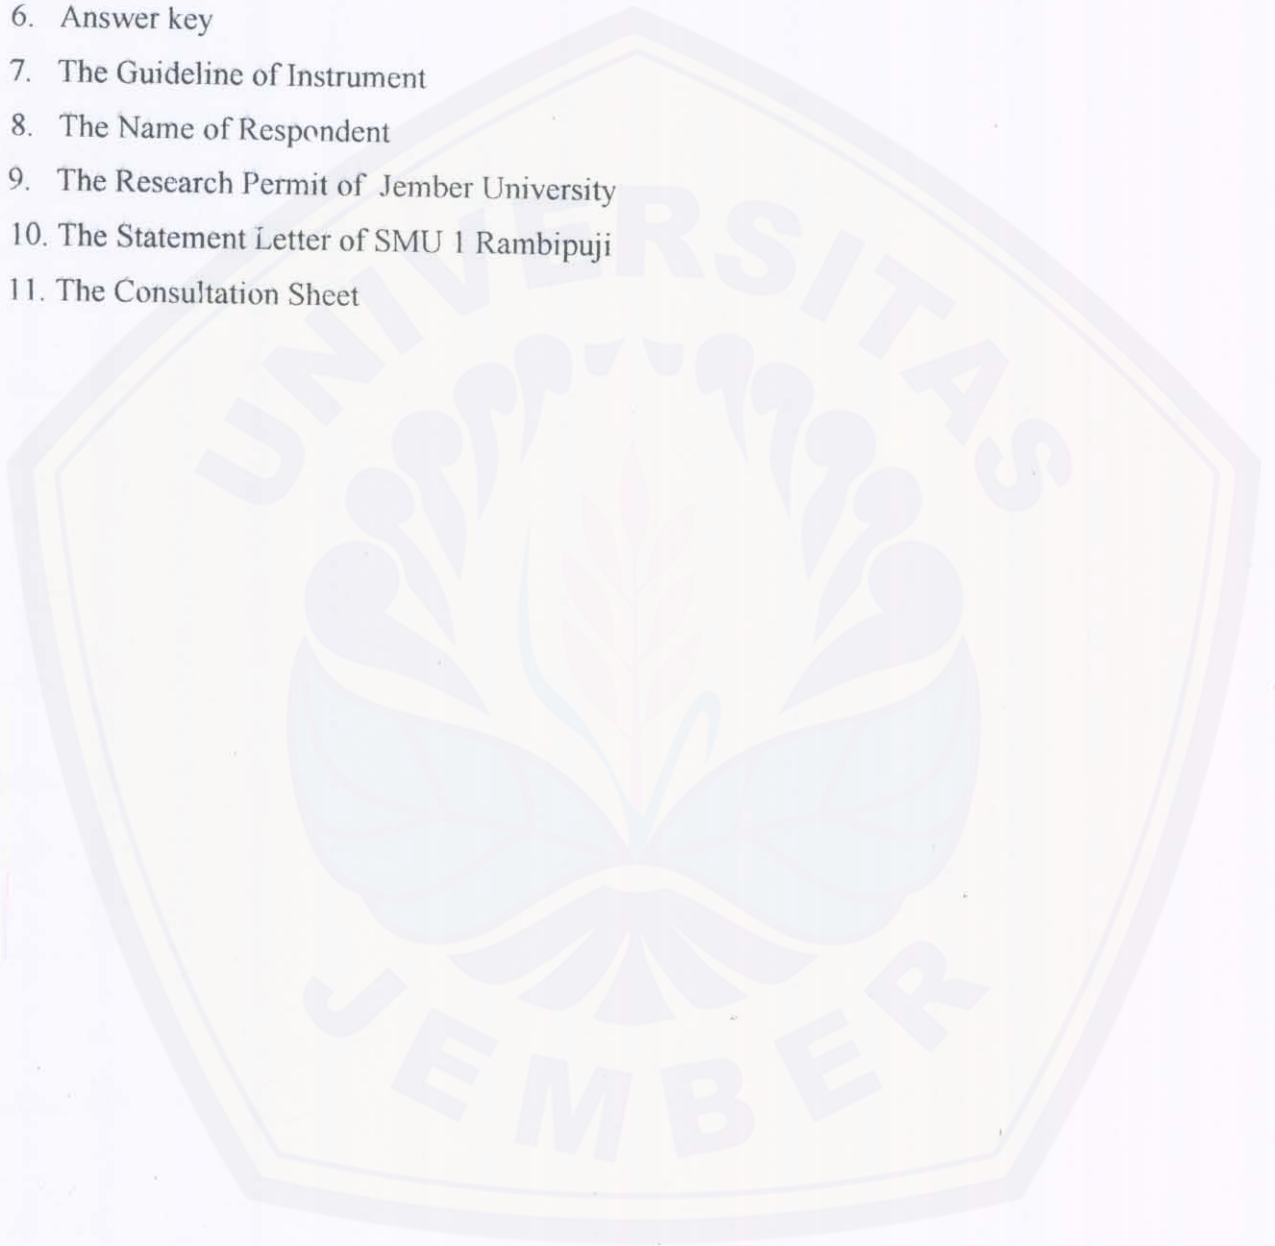 6. Answer key
7. The Guideline of Instrument
8. The Name of Respondent
9. The Research Permit of Jember University
10. The Statement Letter of SMU 1 Rambipuji
11. The Consultation Sheet
UNIVERSITAS
JEMBER